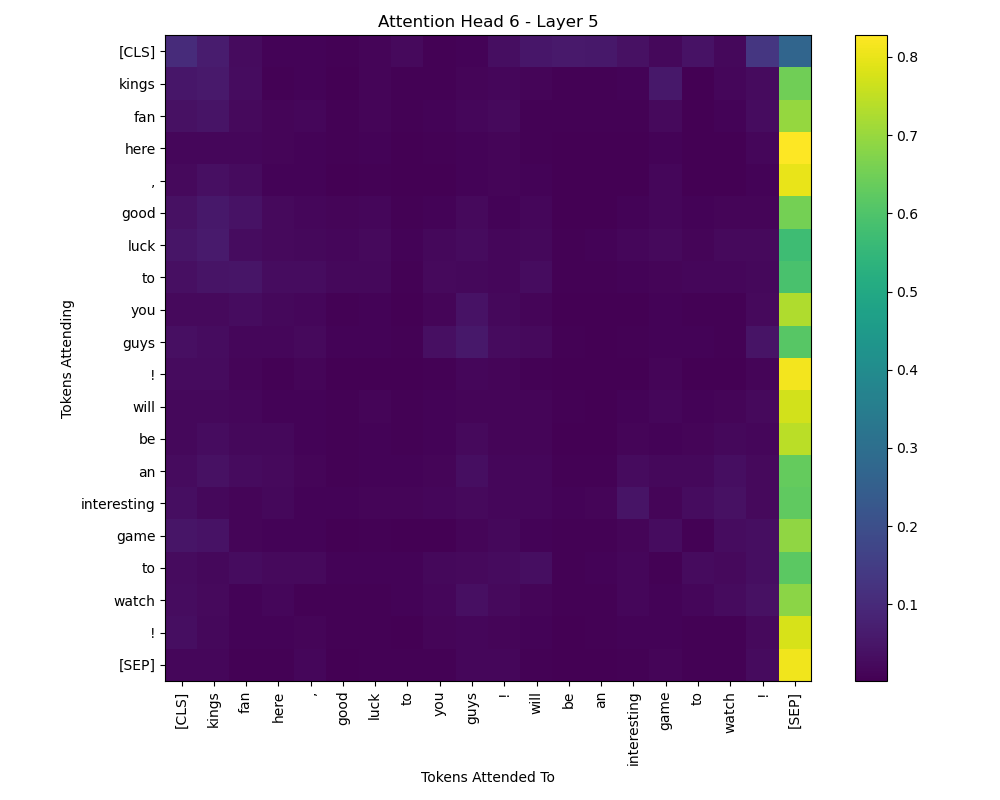 Attention Head 6 - Layer 5
Tokens Attending
[CLS]
kings
fan
here
,
good
luck
to
you
guys
!
will
be
an
interesting
game
to
watch
!
[SEP]
[CLS]
kings
fan
here
,
good
luck
to
you
guys
!
will
be
an
interesting
game
to
watch
!
[SEP]
Tokens Attended To
0.8
0.7
0.6
0.5
0.4
0.3
0.2
0.1